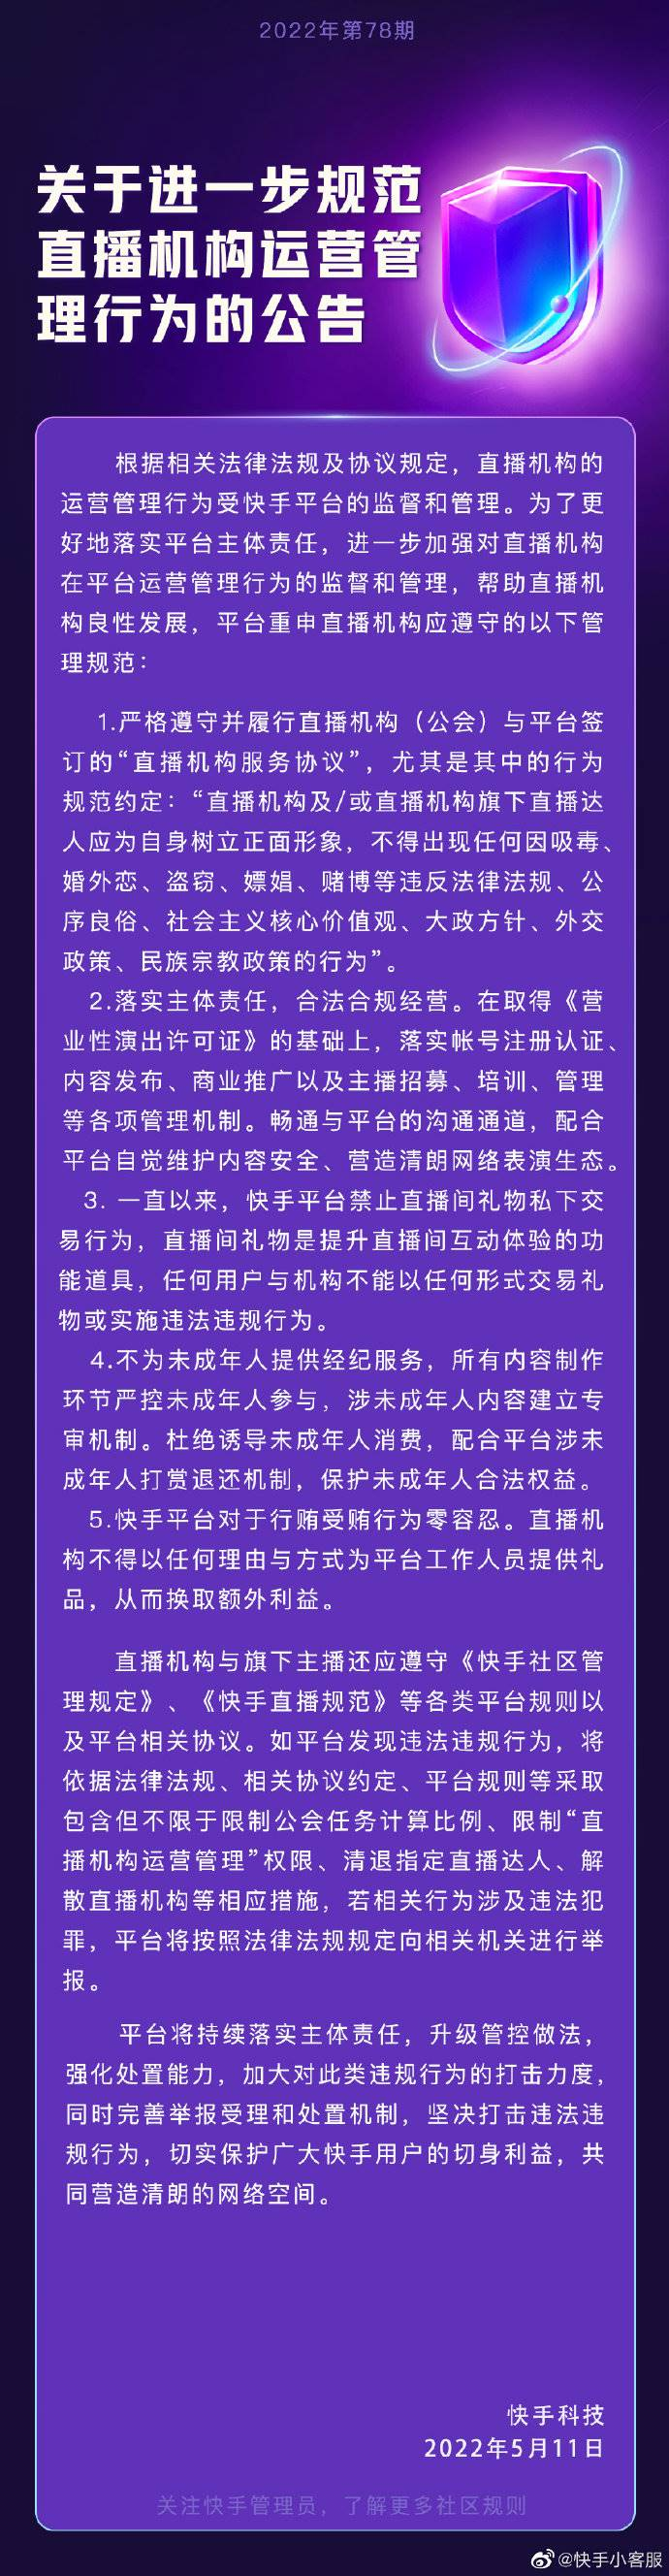 2022年第78期
关于进一步规范
直播机构运营管
理行为的公告
根据相关法律法规及协议规定，直播机构的
运营管理行为受快手平台的监督和管理。为了更
好地落实平台主体责任，进一步加强对直播机构
在平台运营管理行为的监督和管理，帮助直播机
构良性发展，平台重申直播机构应遵守的以下管
理规范：
1.严格遵守并履行直播机构（公会）与平台签
订的“直播机构服务协议”，尤其是其中的行为
规范约定：“直播机构及/或直播机构旗下直播达
人应为自身树立正面形象，不得出现任何因吸毒、
婚外恋、盗窃、嫖娼、赌博等违反法律法规、公
序良俗、社会主义核心价值观、大政方针、外交
政策、民族宗教政策的行为”。
2.落实主体责任，合法合规经营。在取得《营
业性演出许可证》的基础上，落实帐号注册认证、
内容发布、商业推广以及主播招募、培训、管理
等各项管理机制。畅通与平台的沟通通道，配合
平台自觉维护内容安全、营造清朗网络表演生态。
3. 一直以来，快手平台禁止直播间礼物私下交
易行为，直播间礼物是提升直播间互动体验的功
能道具，任何用户与机构不能以任何形式交易礼
物或实施违法违规行为。
4.不为未成年人提供经纪服务，所有内容制作
环节严控未成年人参与，涉未成年人内容建立专
审机制。杜绝诱导未成年人消费，配合平台涉未
成年人打赏退还机制，保护未成年人合法权益。
5.快手平台对于行贿受贿行为零容忍。直播机
构不得以任何理由与方式为平台工作人员提供礼
品，从而换取额外利益。
直播机构与旗下主播还应遵守《快手社区管
理规定》、《快手直播规范》等各类平台规则以
及平台相关协议。如平台发现违法违规行为，将
依据法律法规、相关协议约定、平台规则等采取
包含但不限于限制公会任务计算比例、限制“直
播机构运营管理”权限、清退指定直播达人、解
散直播机构等相应措施，若相关行为涉及违法犯
罪，平台将按照法律法规规定向相关机关进行举
报。
平台将持续落实主体责任，升级管控做法，
强化处置能力，加大对此类违规行为的打击力度，
同时完善举报受理和处置机制，坚决打击违法违
规行为，切实保护广大快手用户的切身利益，共
同营造清朗的网络空间。
快手科技
2022年5月11日
关注快手管理员，了解更多社区规则
@快手小客服